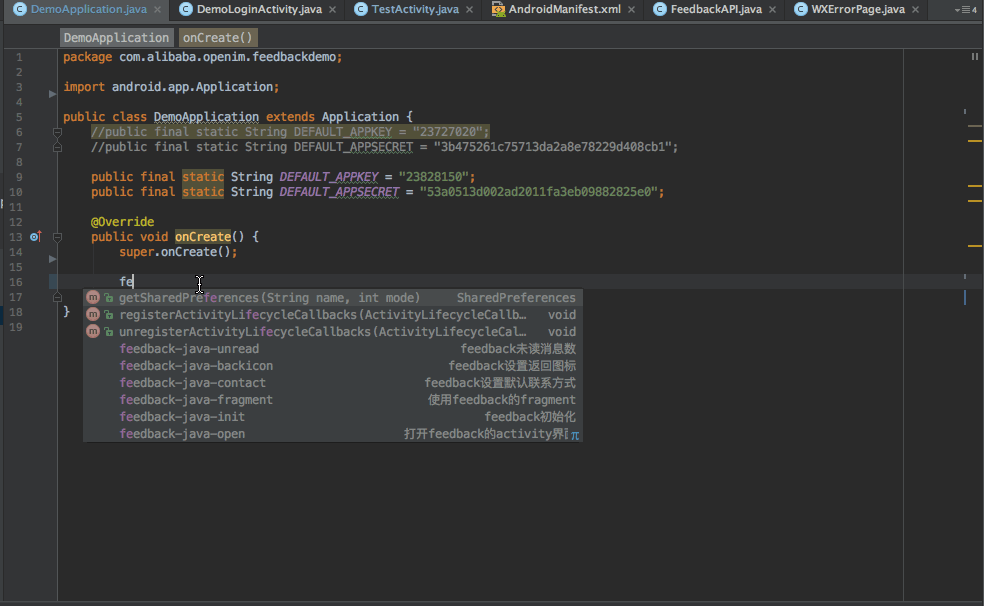 DemoApplication.java DemoLoginActivity.java TestActivity.java AndroidManifest.xml FeedbackAPI.java WXErrorPage.java 4
DemoApplication onCreate()
1 package com.alibaba.openim.feedbackdemo;
2
3 import android.app.Application;
4
5 public class DemoApplication extends Application {
6 //public final static String DEFAULT_APPKEY = "23727020";
7 //public final static String DEFAULT_APPSECRET = "3b475261c75713da2a8e78229d408cb1";
8
9 public final static String DEFAULT_APPKEY = "23828150";
10 public final static String DEFAULT_APPSECRET = "53a0513d002ad2011fa3eb09882825e0";
11
12 @Override
13 public void onCreate() {
14 super.onCreate();
15
16 fe
17 m getSharedPreferences(String name, int mode) SharedPreferences
18 } m registerActivityLifecycleCallbacks(ActivityLifecycleCallb… void
19 m unregisterActivityLifecycleCallbacks(ActivityLifecycleCal… void
feedback-java-unread feedback未读消息数
feedback-java-backicon feedback设置返回图标
feedback-java-contact feedback设置默认联系方式
feedback-java-fragment 使用feedback的fragment
feedback-java-init feedback初始化
feedback-java-open 打开feedback的activity界 π